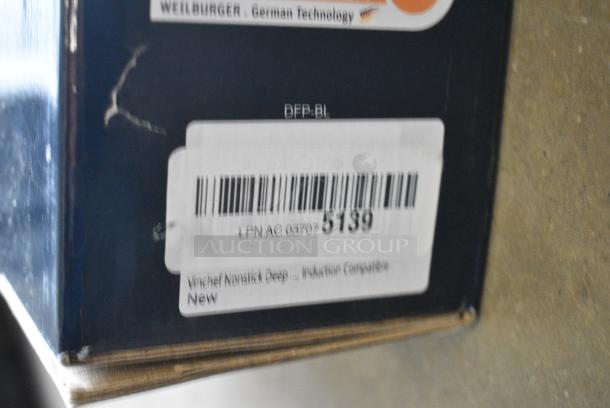 WEILBURGER . German Technology
DFP-BL
LPN AC 03707 5139
AUCTION GROUP
Vinchef Nonstick Deep ... Induction Compatible
New